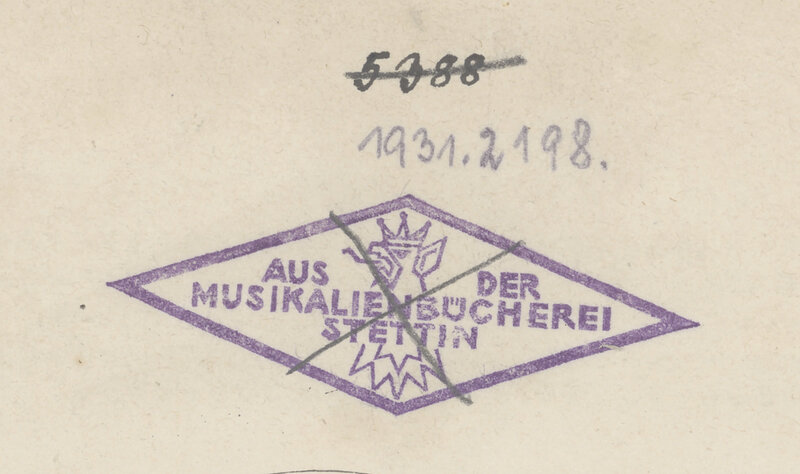 5388
1931.2198.
AUS DER
MUSIKALIENBÜCHEREI
STETTIN